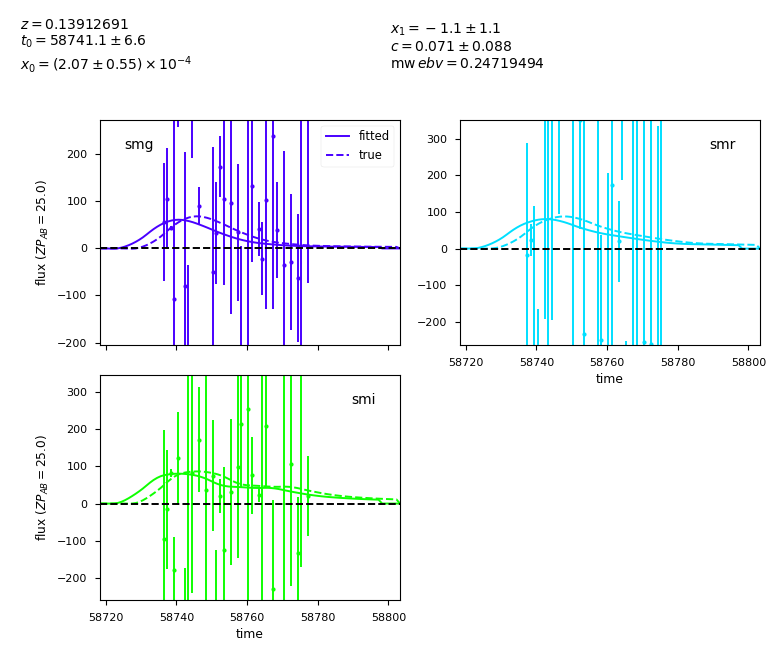 z = 0.13912691
t₀ = 58741.1 ± 6.6
x₀ = (2.07 ± 0.55) × 10⁻⁴
x₁ = −1.1 ± 1.1
c = 0.071 ± 0.088
mw ebv = 0.24719494
smg
fitted
true
200
100
0
−100
−200
flux (ZP_AB = 25.0)
smr
300
200
100
0
−100
−200
58720 58740 58760 58780 58800
time
smi
300
200
100
0
−100
−200
flux (ZP_AB = 25.0)
58720 58740 58760 58780 58800
time